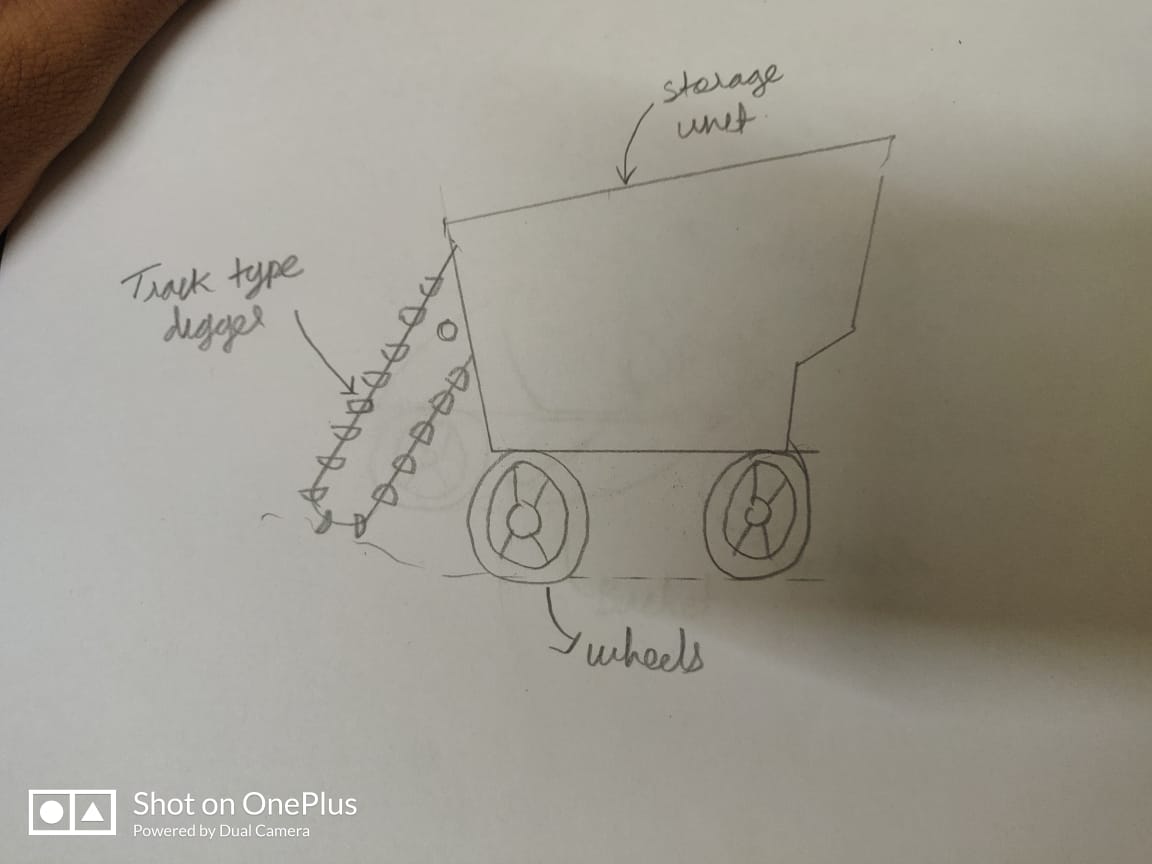 storage
unit
Track type
digger
wheels
Shot on OnePlus
Powered by Dual Camera